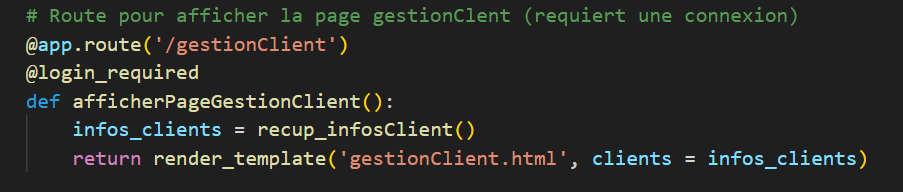 # Route pour afficher la page gestionClent (requiert une connexion)
@app.route('/gestionClient')
@login_required
def afficherPageGestionClient():
    infos_clients = recup_infosClient()
    return render_template('gestionClient.html', clients = infos_clients)